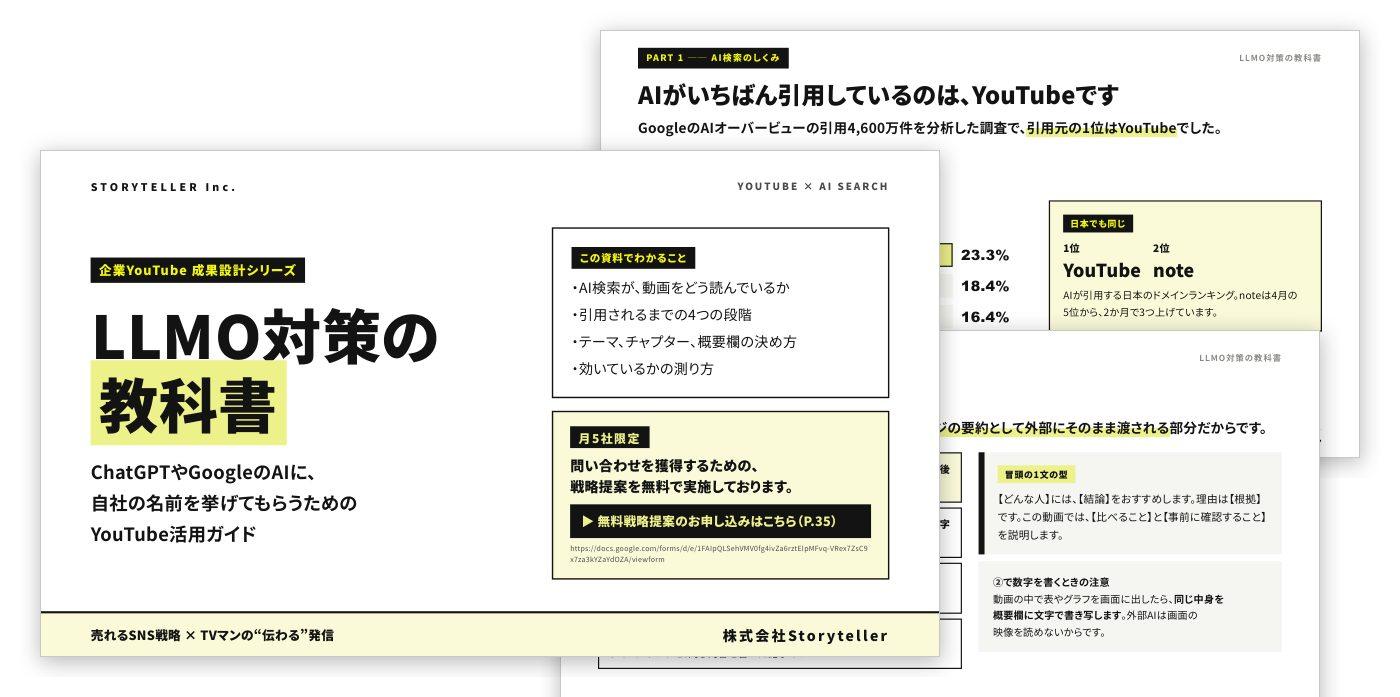 STORYTELLER Inc.
YOUTUBE × AI SEARCH
企業YouTube 成果設計シリーズ
LLMO対策の
教科書
ChatGPTやGoogleのAIに、
自社の名前を挙げてもらうための
YouTube活用ガイド
この資料でわかること
・AI検索が、動画をどう読んでいるか
・引用されるまでの4つの段階
・テーマ、チャプター、概要欄の決め方
・効いているかの測り方
月5社限定
問い合わせを獲得するための、
戦略提案を無料で実施しております。
▶ 無料戦略提案のお申し込みはこちら（P.35）
売れるSNS戦略 × TVマンの“伝わる”発信
株式会社Storyteller
PART 1 ── AI検索のしくみ
LLMO対策の教科書
AIがいちばん引用しているのは、YouTubeです
GoogleのAIオーバービューの引用4,600万件を分析した調査で、引用元の1位はYouTubeでした。
23.3%
18.4%
16.4%
日本でも同じ
1位 2位
YouTube note
AIが引用する日本のドメインランキング。noteは4月の
5位から、2か月で3つ上げています。
LLMO対策の教科書
の要約として外部にそのまま渡される部分だからです。
後
字
冒頭の1文の型
【どんな人】には、【結論】をおすすめします。理由は【根拠】
です。この動画では、【比べること】と【事前に確認すること】
を説明します。
②で数字を書くときの注意
動画の中で表やグラフを画面に出したら、同じ中身を
概要欄に文字で書き写します。外部AIは画面の
映像を読めないからです。